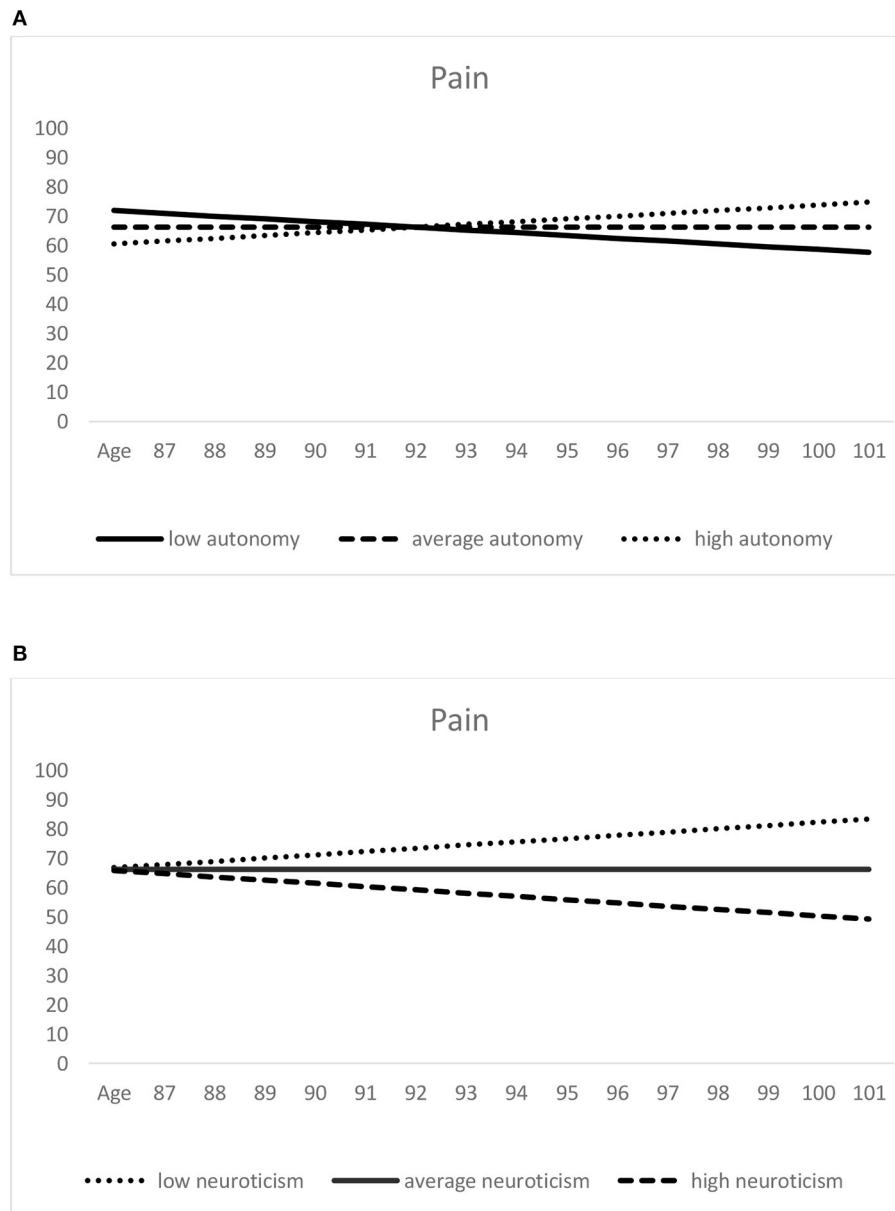 A
Pain
100
90
80
70
60
50
40
30
20
10
0
Age 87 88 89 90 91 92 93 94 95 96 97 98 99 100 101
low autonomy average autonomy high autonomy
B
Pain
100
90
80
70
60
50
40
30
20
10
0
Age 87 88 89 90 91 92 93 94 95 96 97 98 99 100 101
low neuroticism average neuroticism high neuroticism